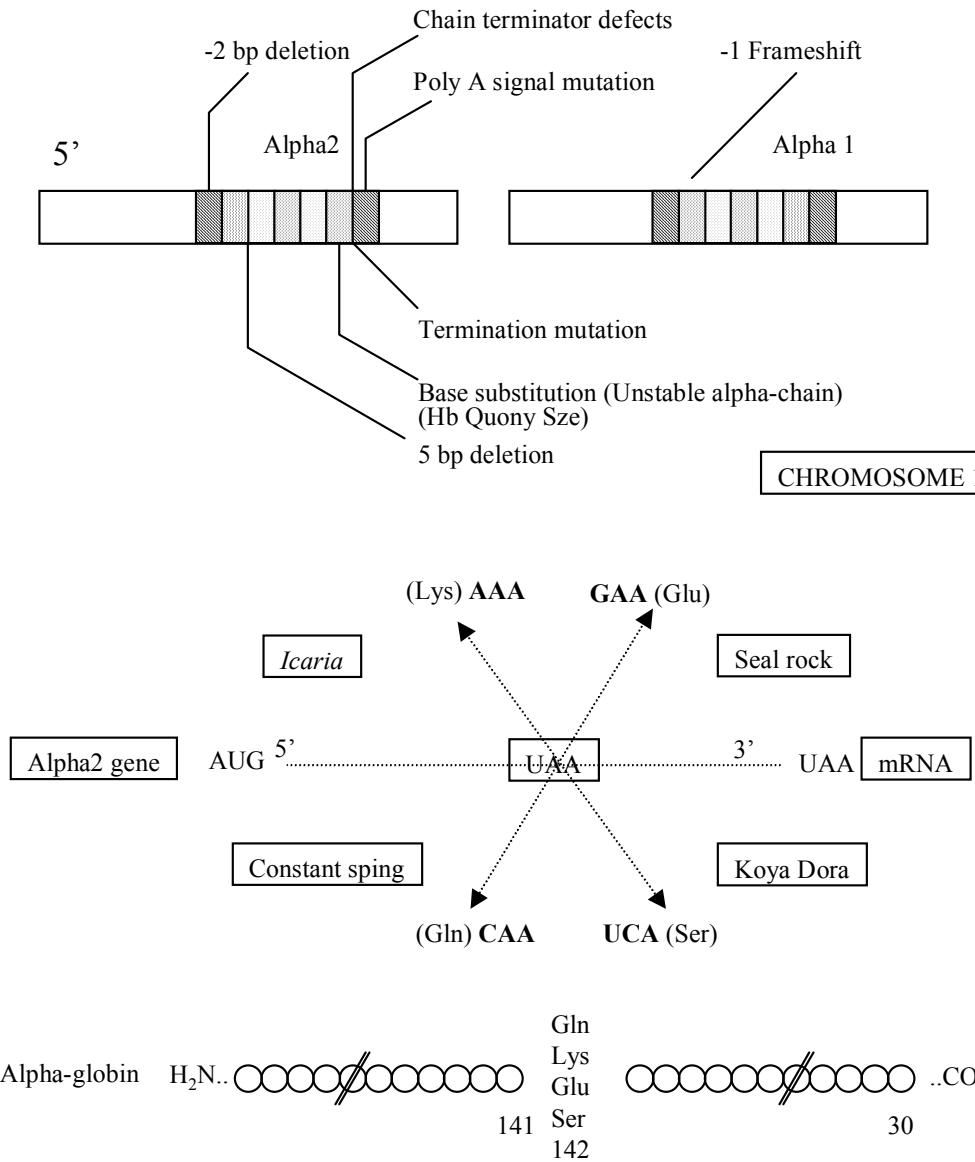 Chain terminator defects
-2 bp deletion
-1 Frameshift
Poly A signal mutation
5’
Alpha2
Alpha 1
Termination mutation
Base substitution (Unstable alpha-chain)
(Hb Quony Sze)
5 bp deletion
CHROMOSOME 1
(Lys) AAA
GAA (Glu)
Icaria
Seal rock
Alpha2 gene
AUG 5’
UAA
3’
UAA
mRNA
Constant sping
Koya Dora
(Gln) CAA
UCA (Ser)
Gln
Lys
Glu
Ser
142
Alpha-globin
H₂N..
..CO
141
30